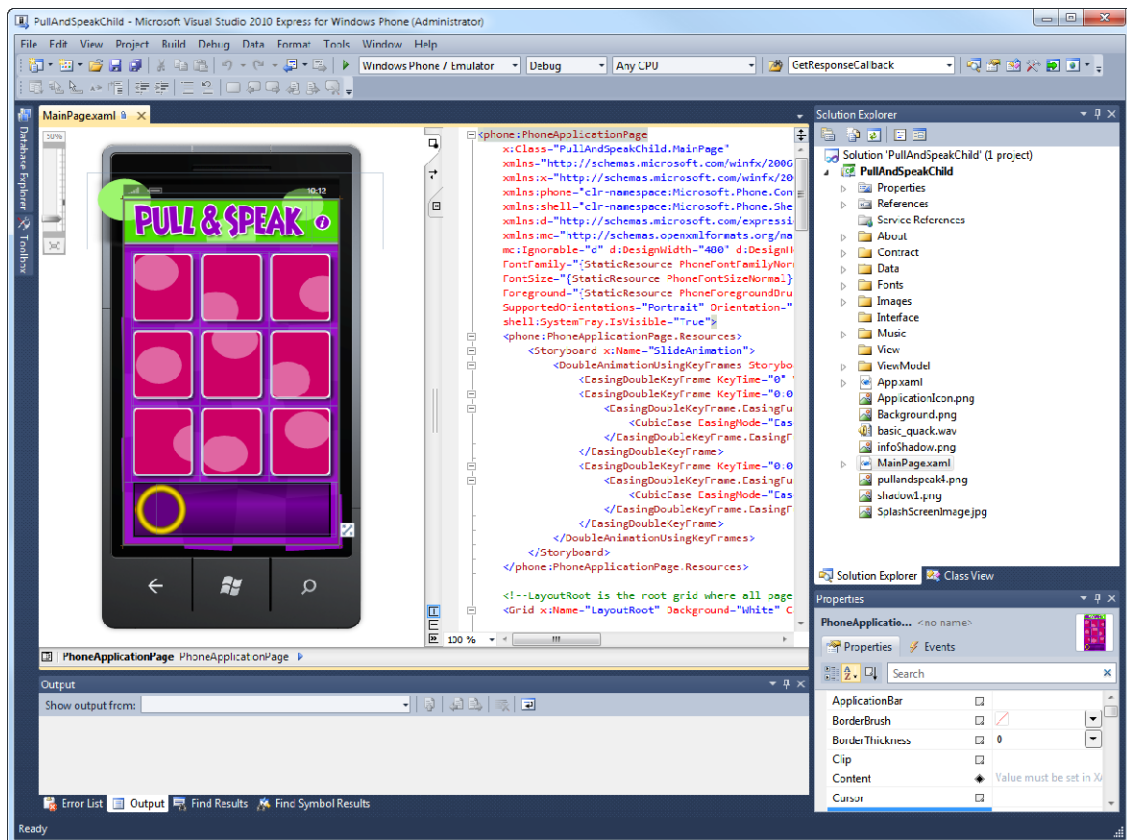 PullAndSpeakChild - Microsoft Visual Studio 2010 Express for Windows Phone (Administrator)
File Edit View Project Build Debug Data Format Tools Window Help
Windows Phone 7 Emulator Debug Any CPU GetResponseCallback
MainPage.xaml
Database Explorer
Toolbox
50%
10:12
PULL & SPEAK
<phone:PhoneApplicationPage
x:Class="PullAndSpeakChild.MainPage"
xmlns="http://schemas.microsoft.com/winfx/2006
xmlns:x="http://schemas.microsoft.com/winfx/20
xmlns:phone="clr-namespace:Microsoft.Phone.Con
xmlns:shell="clr-namespace:Microsoft.Phone.She
xmlns:d="http://schemas.microsoft.com/expressi
xmlns:mc="http://schemas.openxmlformats.org/ma
mc:Ignorable="d" d:DesignWidth="480" d:DesignH
FontFamily="{StaticResource PhoneFontFamilyNor
FontSize="{StaticResource PhoneFontSizeNormal}
Foreground="{StaticResource PhoneForegroundBru
SupportedOrientations="Portrait" Orientation="
shell:SystemTray.IsVisible="True">
<phone:PhoneApplicationPage.Resources>
<Storyboard x:Name="SlideAnimation">
<DoubleAnimationUsingKeyFrames Storybo
<EasingDoubleKeyFrame KeyTime="0" V
<EasingDoubleKeyFrame KeyTime="0:0
<EasingDoubleKeyFrame.EasingFu
<CubicEase EasingMode="Eas
</EasingDoubleKeyFrame.EasingF
</EasingDoubleKeyFrame>
<EasingDoubleKeyFrame KeyTime="0:0
<EasingDoubleKeyFrame.EasingFu
<CubicEase EasingMode="Eas
</EasingDoubleKeyFrame.EasingF
</EasingDoubleKeyFrame>
</DoubleAnimationUsingKeyFrames>
</Storyboard>
</phone:PhoneApplicationPage.Resources>
<!--LayoutRoot is the root grid where all page
<Grid x:Name="LayoutRoot" Background="White" C
100 %
PhoneApplicationPage PhoneApplicationPage
Output
Show output from:
Error List Output Find Results Find Symbol Results
Ready
Solution Explorer
Solution 'PullAndSpeakChild' (1 project)
PullAndSpeakChild
Properties
References
Service References
About
Contract
Data
Fonts
Images
Interface
Music
View
ViewModel
App.xaml
ApplicationIcon.png
Background.png
basic_quack.wav
infoShadow.png
MainPage.xaml
pullandspeak4.png
shadow1.png
SplashScreenImage.jpg
Solution Explorer Class View
Properties
PhoneApplicatio... <no name>
Properties Events
Search
ApplicationBar
BorderBrush
BorderThickness 0
Clip
Content Value must be set in XA
Cursor